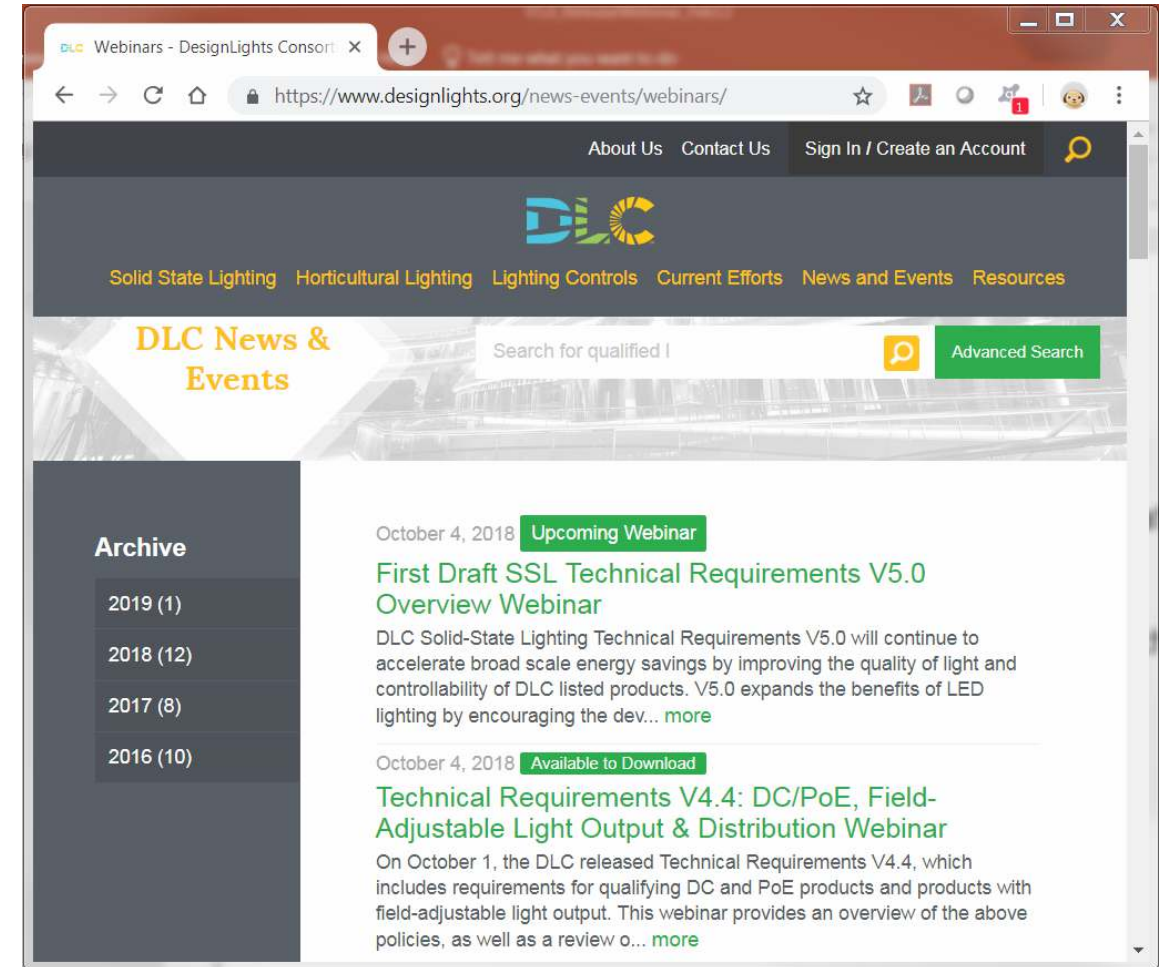 DLC Webinars - DesignLights Consort
https://www.designlights.org/news-events/webinars/
1
About Us Contact Us Sign In / Create an Account
DLC
Solid State Lighting Horticultural Lighting Lighting Controls Current Efforts News and Events Resources
DLC News &
Events
Search for qualified l
Advanced Search
Archive
2019 (1)
2018 (12)
2017 (8)
2016 (10)
October 4, 2018 Upcoming Webinar
First Draft SSL Technical Requirements V5.0
Overview Webinar
DLC Solid-State Lighting Technical Requirements V5.0 will continue to
accelerate broad scale energy savings by improving the quality of light and
controllability of DLC listed products. V5.0 expands the benefits of LED
lighting by encouraging the dev... more
October 4, 2018 Available to Download
Technical Requirements V4.4: DC/PoE, Field-
Adjustable Light Output & Distribution Webinar
On October 1, the DLC released Technical Requirements V4.4, which
includes requirements for qualifying DC and PoE products and products with
field-adjustable light output. This webinar provides an overview of the above
policies, as well as a review o... more